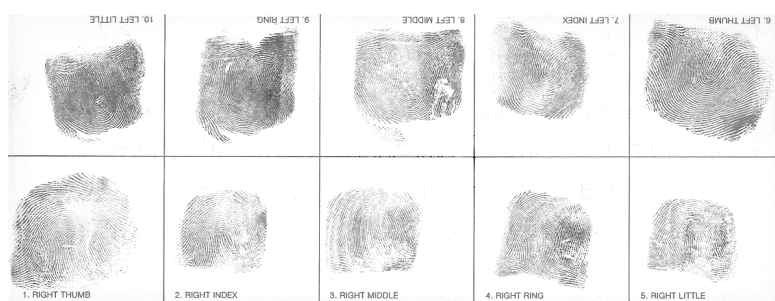 10. LEFT LITTLE
9. LEFT RING
8. LEFT MIDDLE
7. LEFT INDEX
6. LEFT THUMB
1. RIGHT THUMB
2. RIGHT INDEX
3. RIGHT MIDDLE
4. RIGHT RING
5. RIGHT LITTLE